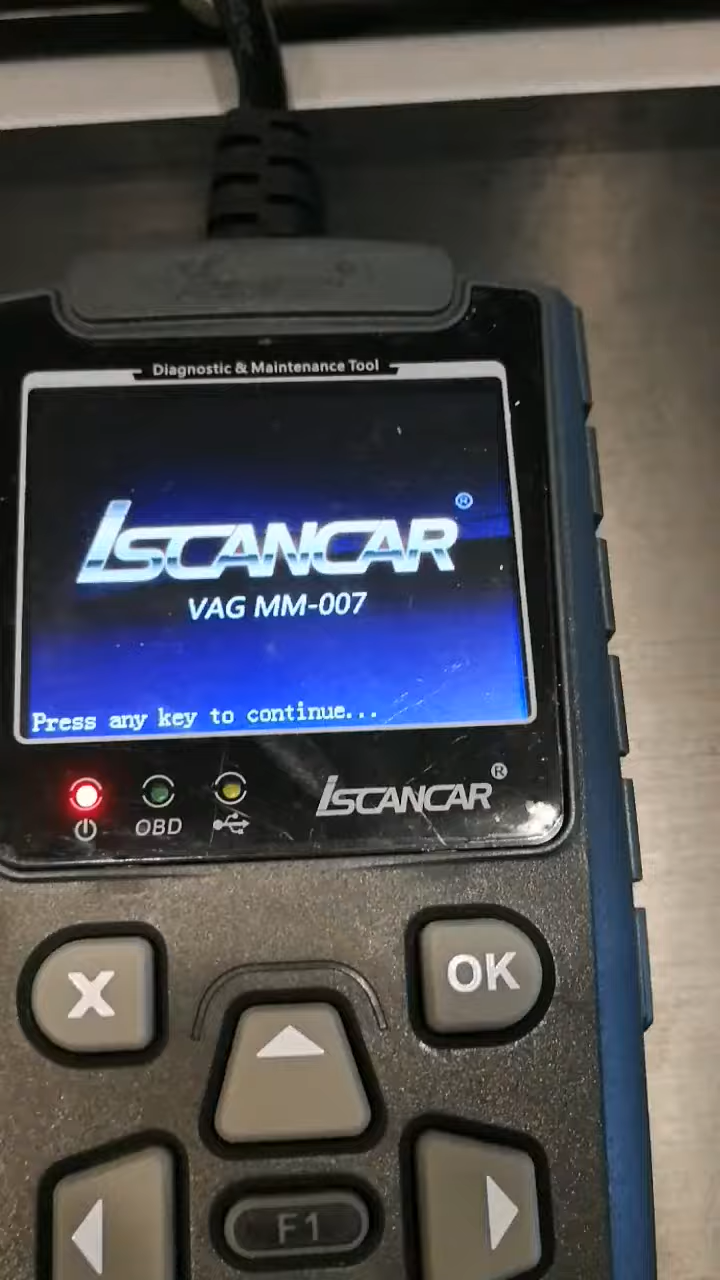 Diagnostic & Maintenance Tool
iSCANCAR®
VAG MM-007
Press any key to continue...
OBD
iSCANCAR®
X
OK
F1